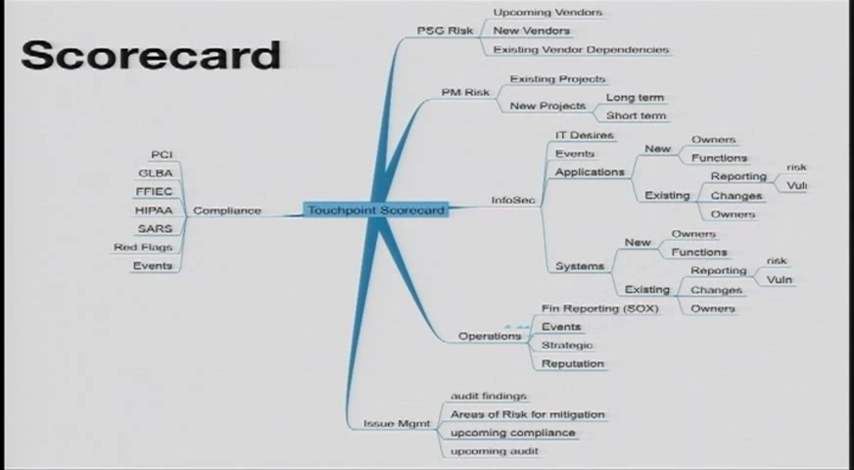 Scorecard
PSG Risk
Upcoming Vendors
New Vendors
Existing Vendor Dependencies
PM Risk
Existing Projects
New Projects
Long term
Short term
PCI
GLBA
FFIEC
HIPAA
SARS
Red Flags
Events
Compliance
Touchpoint Scorecard
InfoSec
IT Desires
Events
Applications
New
Owners
Functions
Existing
Reporting
risk
Vuln
Changes
Owners
Systems
New
Owners
Functions
Existing
Reporting
risk
Vuln
Changes
Owners
Operations
Fin Reporting (SOX)
Events
Strategic
Reputation
Issue Mgmt
audit findings
Areas of Risk for mitigation
upcoming compliance
upcoming audit